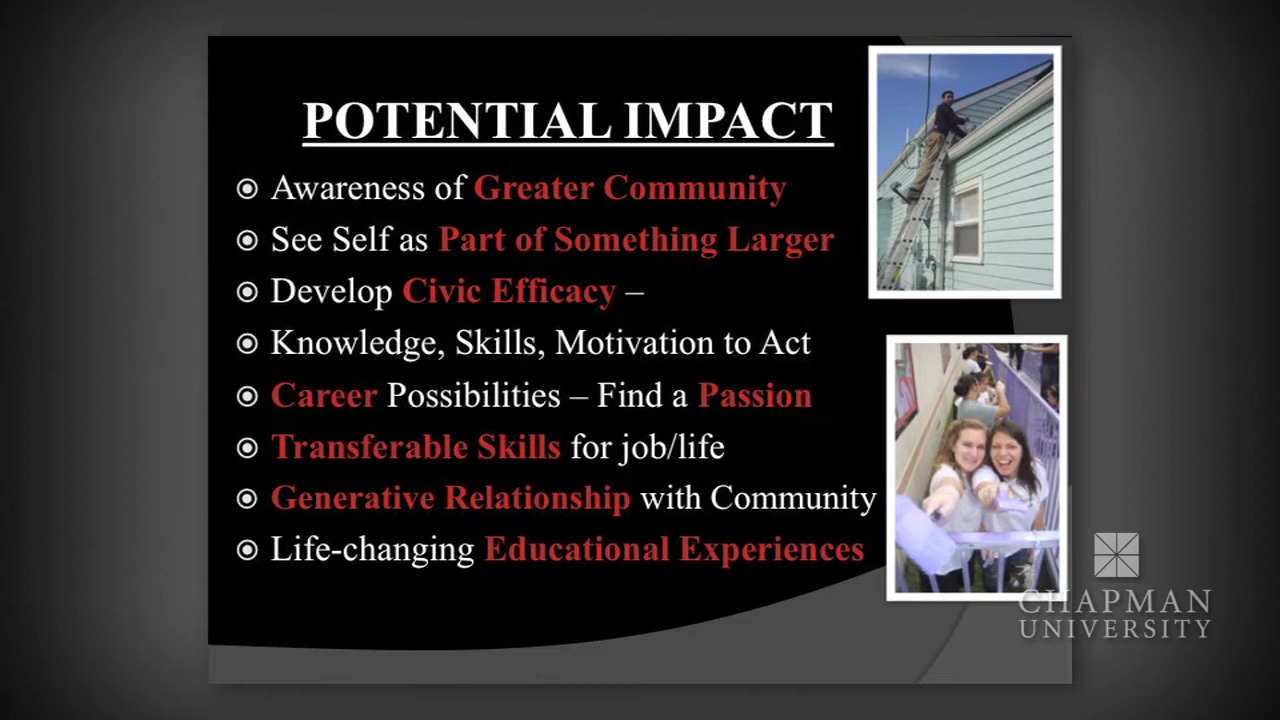 POTENTIAL IMPACT
Awareness of Greater Community
See Self as Part of Something Larger
Develop Civic Efficacy –
Knowledge, Skills, Motivation to Act
Career Possibilities – Find a Passion
Transferable Skills for job/life
Generative Relationship with Community
Life-changing Educational Experiences
CHAPMAN
UNIVERSITY